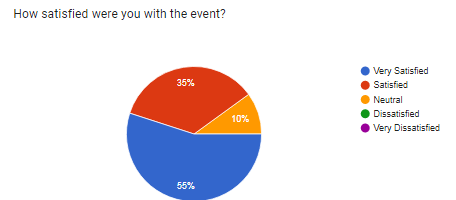 How satisfied were you with the event?
35%
10%
55%
Very Satisfied
Satisfied
Neutral
Dissatisfied
Very Dissatisfied